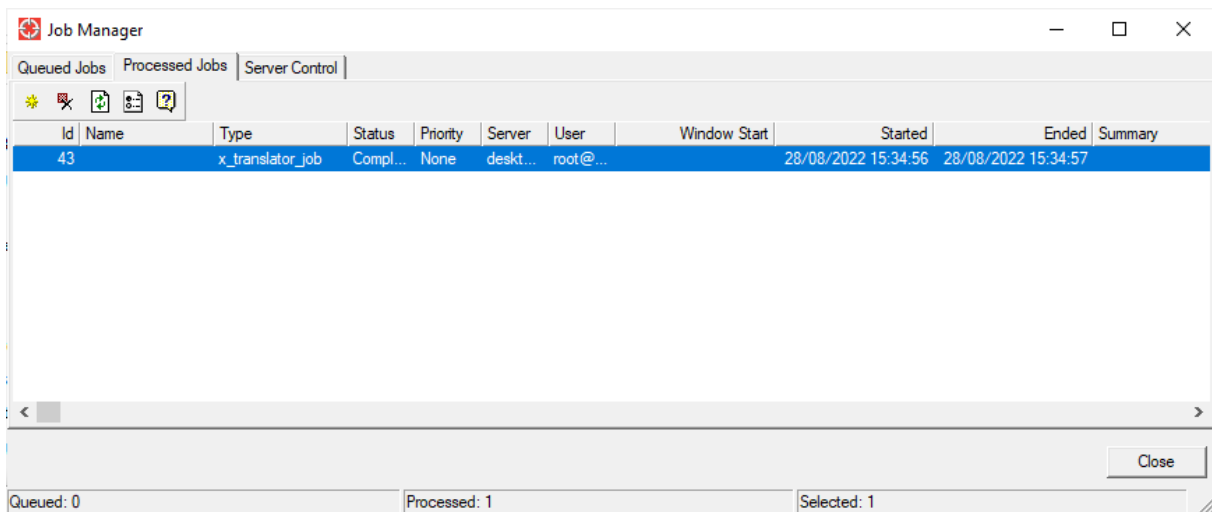 Job Manager
Queued Jobs Processed Jobs Server Control
Id Name Type Status Priority Server User Window Start Started Ended Summary
43 x_translator_job Compl... None deskt... root@... 28/08/2022 15:34:56 28/08/2022 15:34:57
Close
Queued: 0 Processed: 1 Selected: 1